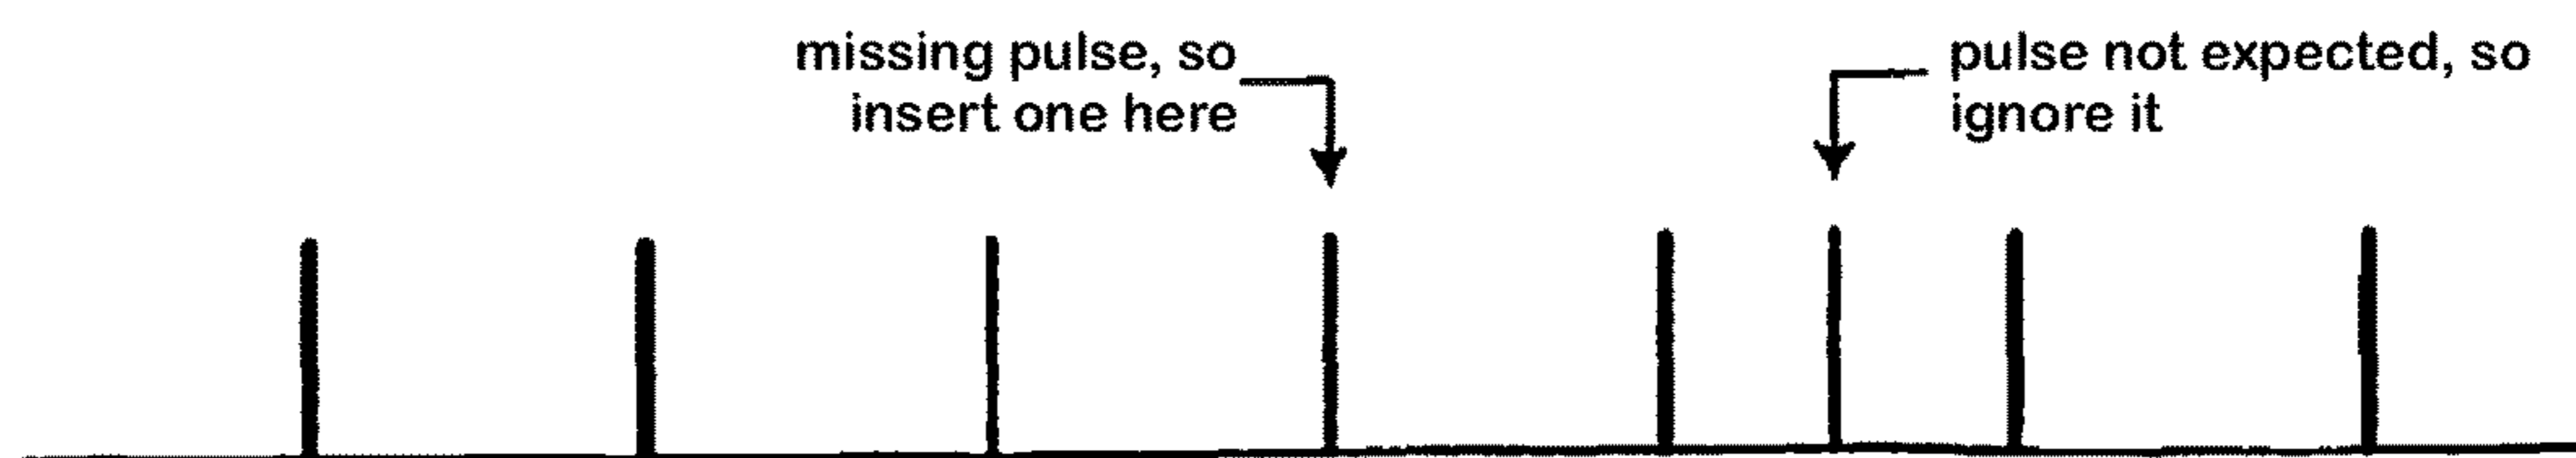 missing pulse, so
insert one here
pulse not expected, so
ignore it